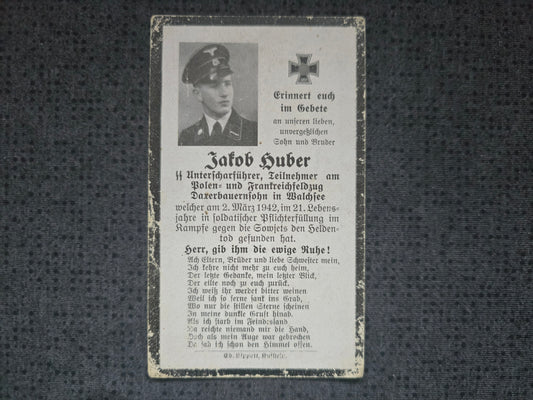 Erinnert euch
im Gebete
an unseren lieben,
unvergeßlichen
Sohn und Bruder
Jakob Huber
ᛋᛋ Unterscharführer, Teilnehmer am
Polen- und Frankreichfeldzug
Daxerbauernsohn in Walchsee
welcher am 2. März 1942, im 21. Lebens-
jahre in soldatischer Pflichterfüllung im
Kampfe gegen die Sowjets den Helden-
tod gefunden hat.
Herr, gib ihm die ewige Ruhe!
Ach Eltern, Brüder und liebe Schwester mein,
Ich kehre nicht mehr zu euch heim,
Der letzte Gedanke, mein letzter Blick,
Der eilte noch zu euch zurück.
Ich weiß ihr werdet bitter weinen
Weil ich so ferne sank ins Grab,
Wo nur die stillen Sterne scheinen
In meine dunkle Gruft hinab.
Als ich starb im Feindesland
Da reichte niemand mir die Hand,
Doch als mein Auge war gebrochen
Da sah ich schon den Himmel offen.
Ed. Lippott, Kufstein.